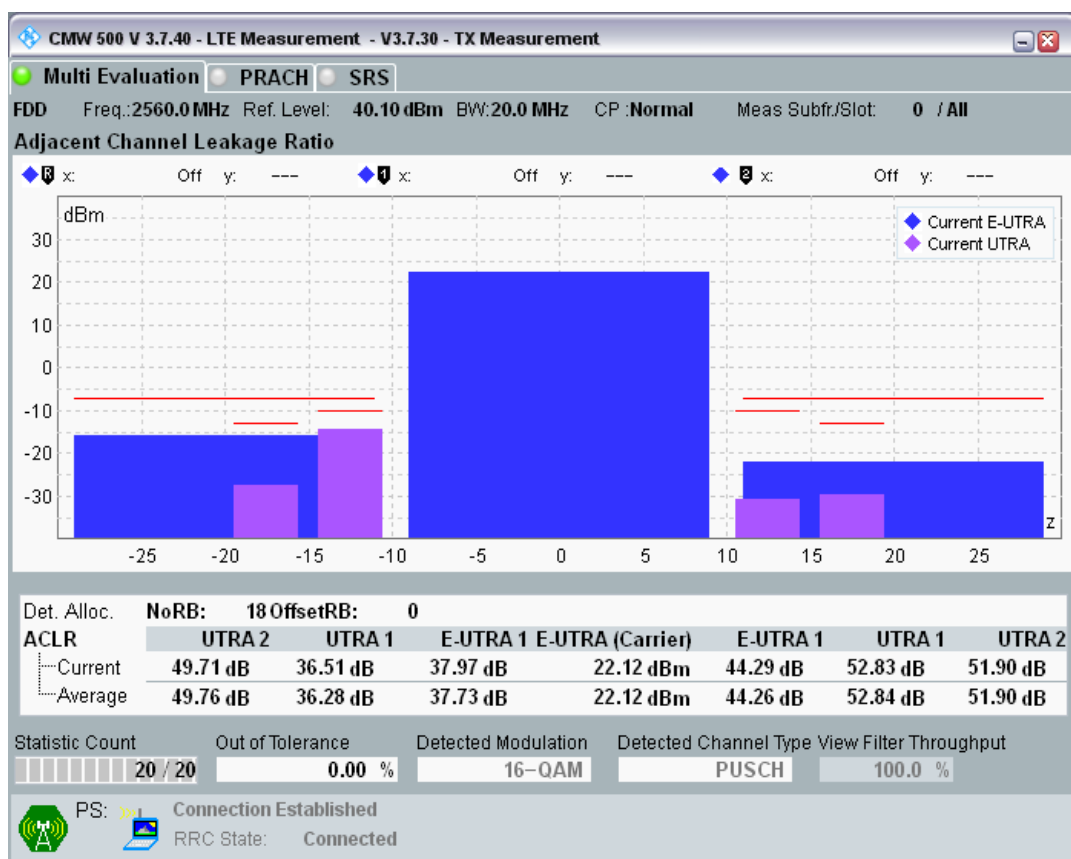 CMW 500 V 3.7.40 - LTE Measurement - V3.7.30 - TX Measurement
Multi Evaluation PRACH SRS
FDD Freq.:2560.0 MHz Ref. Level: 40.10 dBm BW:20.0 MHz CP :Normal Meas Subfr./Slot: 0 / All
Adjacent Channel Leakage Ratio
R x: Off y: --- 1 x: Off y: --- 2 x: Off y: ---
dBm
Current E-UTRA
Current UTRA
30
20
10
0
-10
-20
-30
z
-25 -20 -15 -10 -5 0 5 10 15 20 25
Det. Alloc. NoRB: 18 OffsetRB: 0
ACLR UTRA 2 UTRA 1 E-UTRA 1 E-UTRA (Carrier) E-UTRA 1 UTRA 1 UTRA 2
Current 49.71 dB 36.51 dB 37.97 dB 22.12 dBm 44.29 dB 52.83 dB 51.90 dB
Average 49.76 dB 36.28 dB 37.73 dB 22.12 dBm 44.26 dB 52.84 dB 51.90 dB
Statistic Count Out of Tolerance Detected Modulation Detected Channel Type View Filter Throughput
20 / 20 0.00 % 16-QAM PUSCH 100.0 %
PS: Connection Established
RRC State: Connected